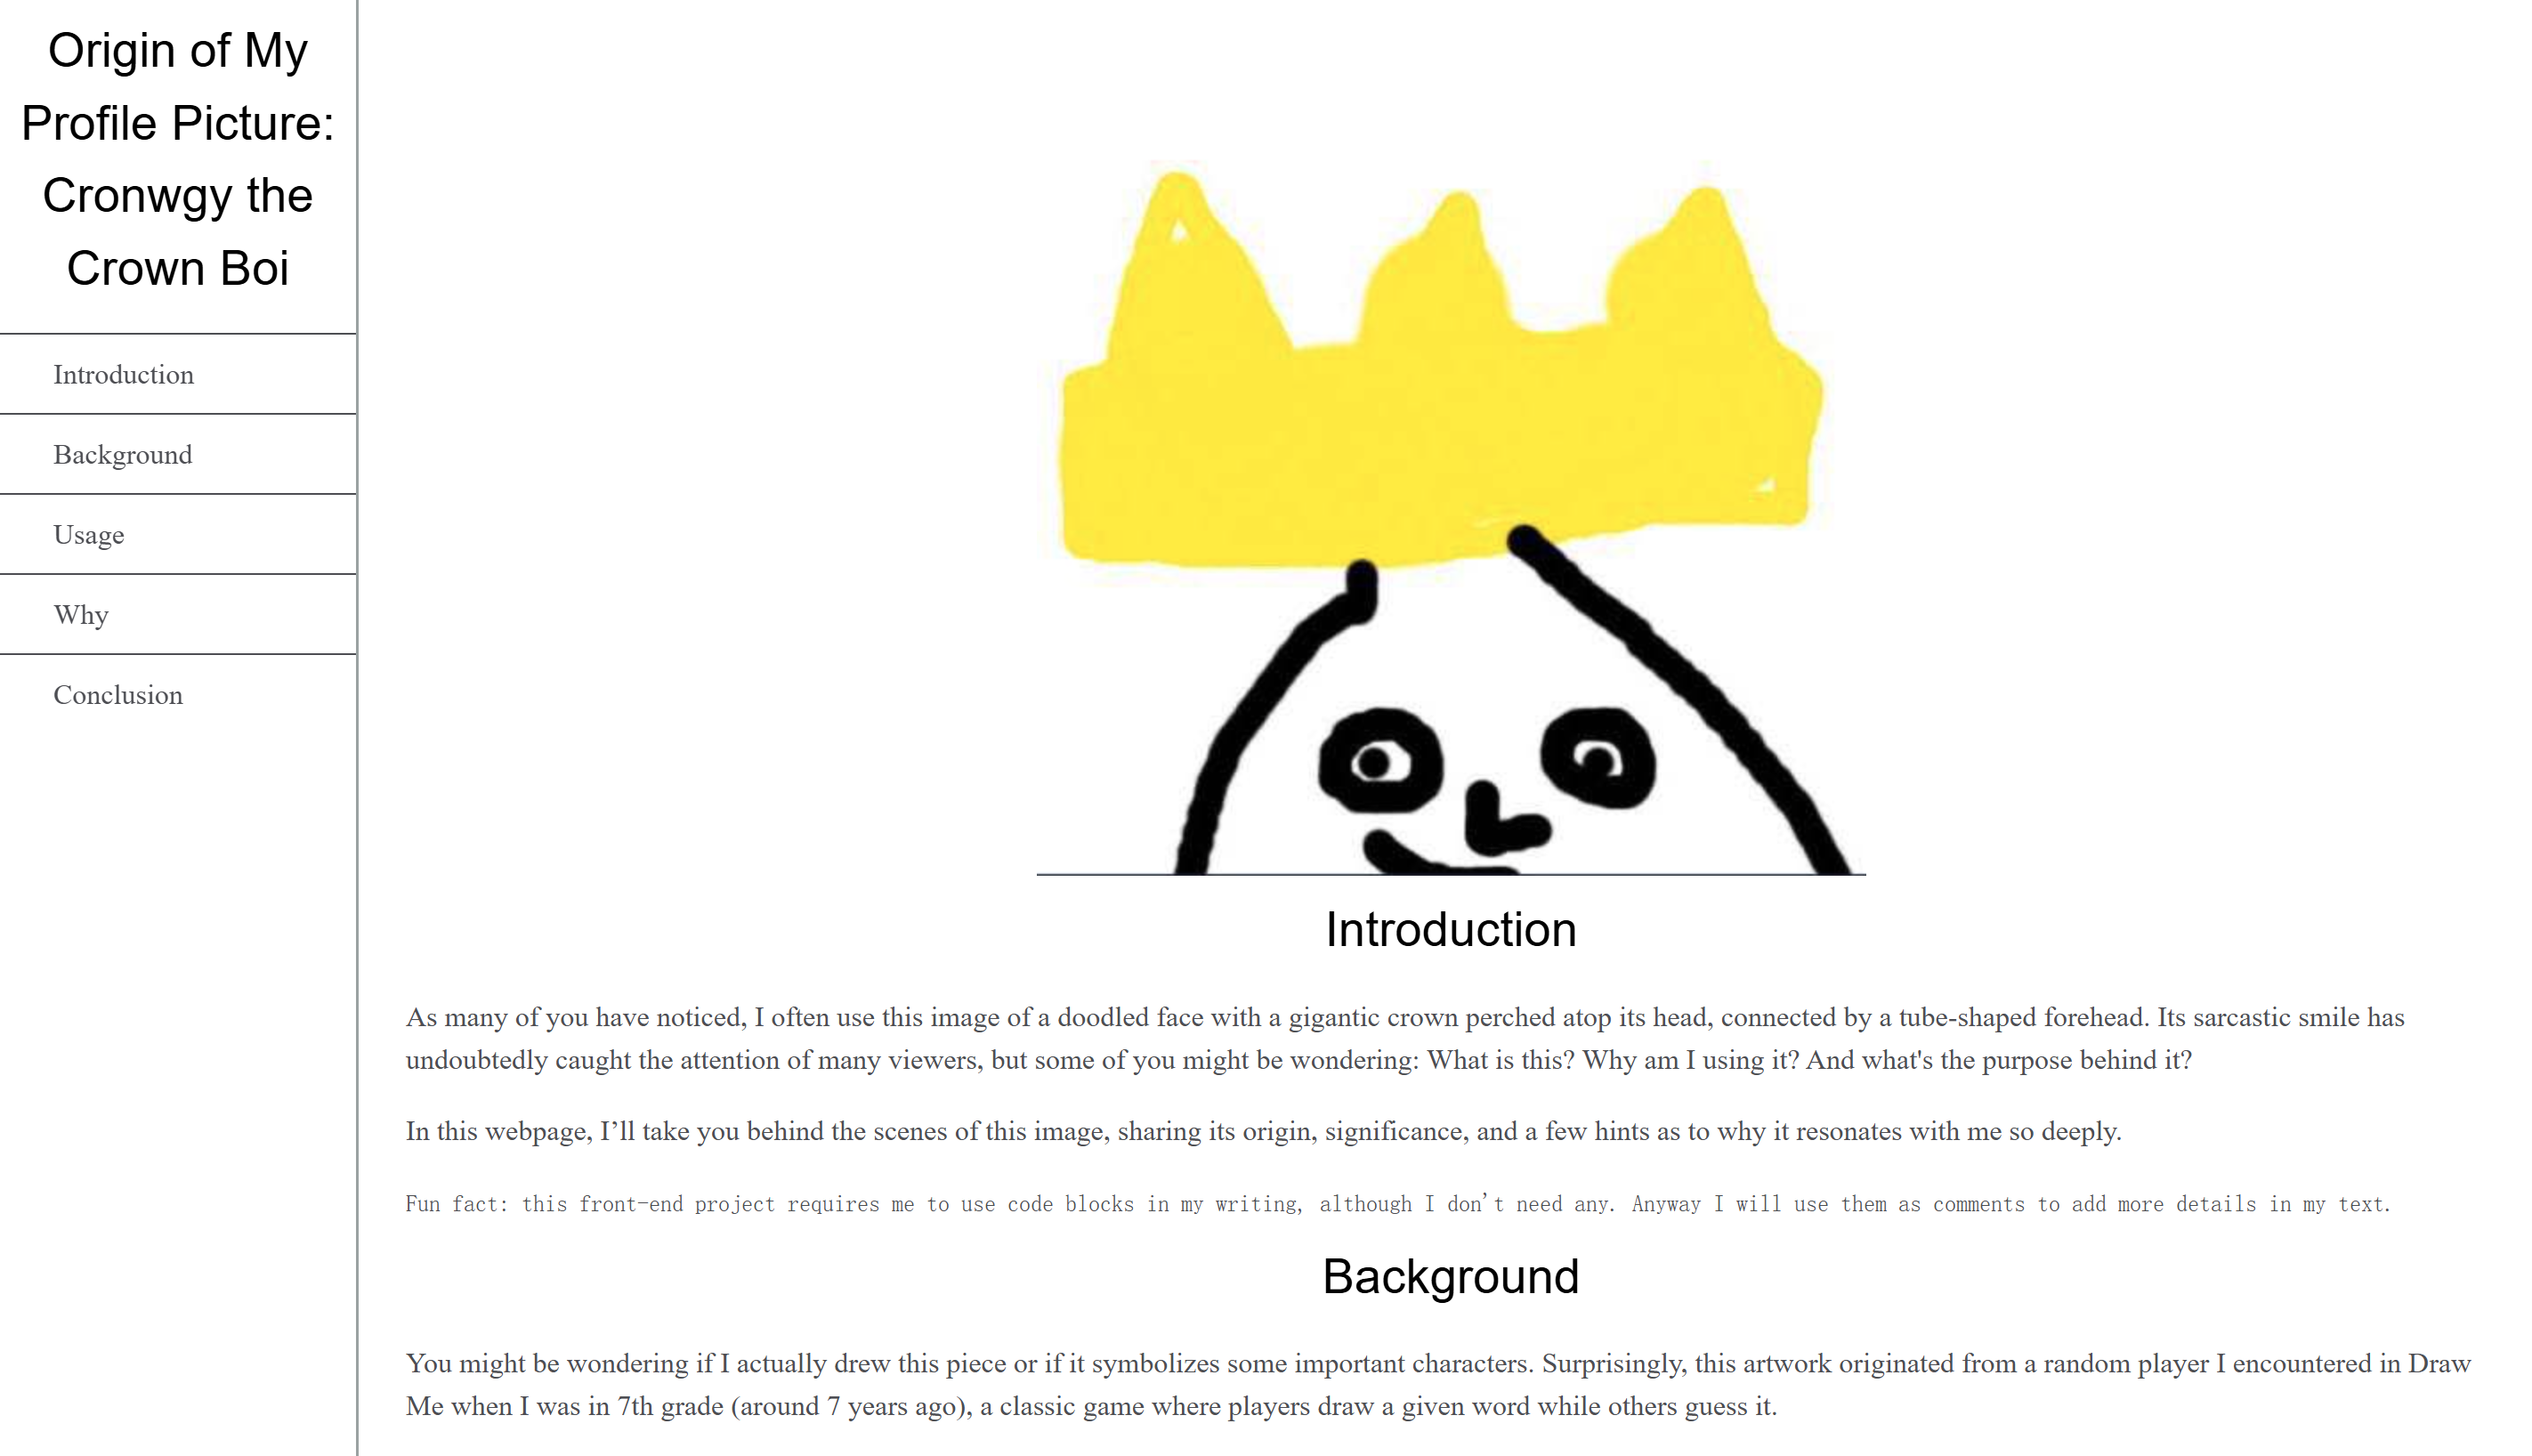 Origin of My
Profile Picture:
Cronwgy the
Crown Boi
Introduction
Background
Usage
Why
Conclusion
Introduction
As many of you have noticed, I often use this image of a doodled face with a gigantic crown perched atop its head, connected by a tube-shaped forehead. Its sarcastic smile has
undoubtedly caught the attention of many viewers, but some of you might be wondering: What is this? Why am I using it? And what's the purpose behind it?
In this webpage, I’ll take you behind the scenes of this image, sharing its origin, significance, and a few hints as to why it resonates with me so deeply.
Fun fact: this front-end project requires me to use code blocks in my writing, although I don’t need any. Anyway I will use them as comments to add more details in my text.
Background
You might be wondering if I actually drew this piece or if it symbolizes some important characters. Surprisingly, this artwork originated from a random player I encountered in Draw
Me when I was in 7th grade (around 7 years ago), a classic game where players draw a given word while others guess it.